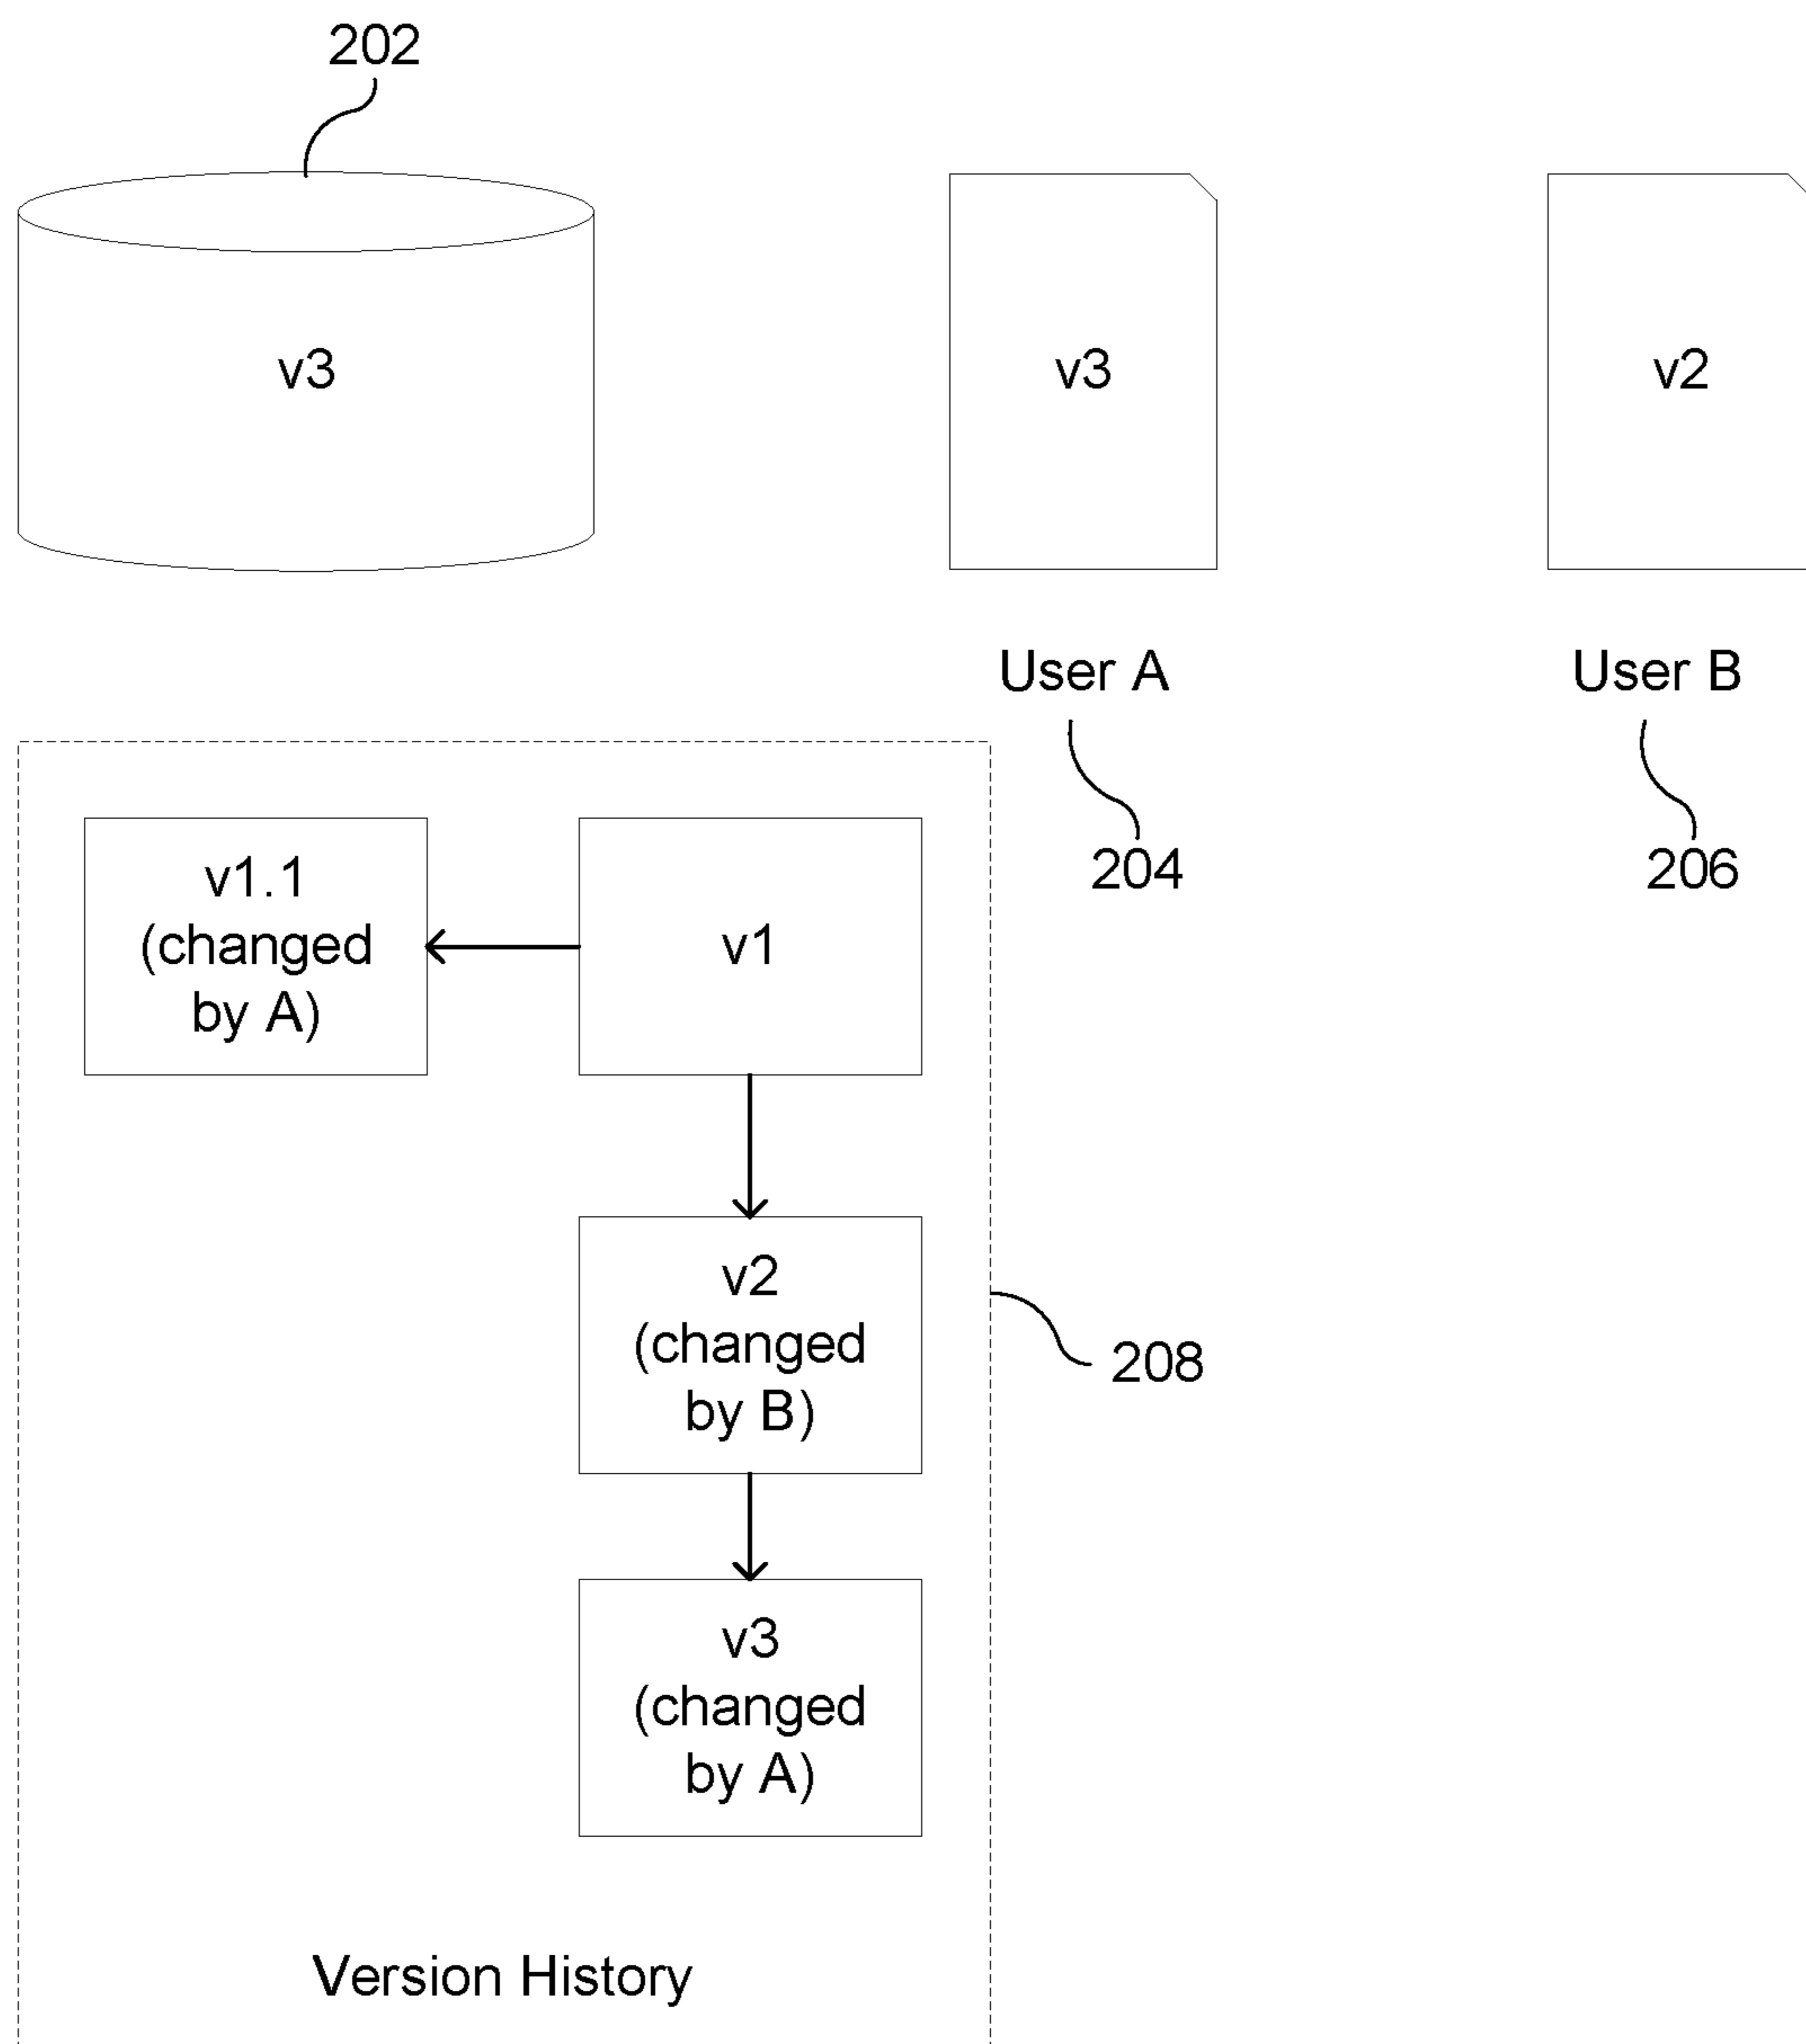 202
v3
v3
v2
User A
User B
204
206
v1.1
(changed
by A)
v1
v2
(changed
by B)
208
v3
(changed
by A)
Version History